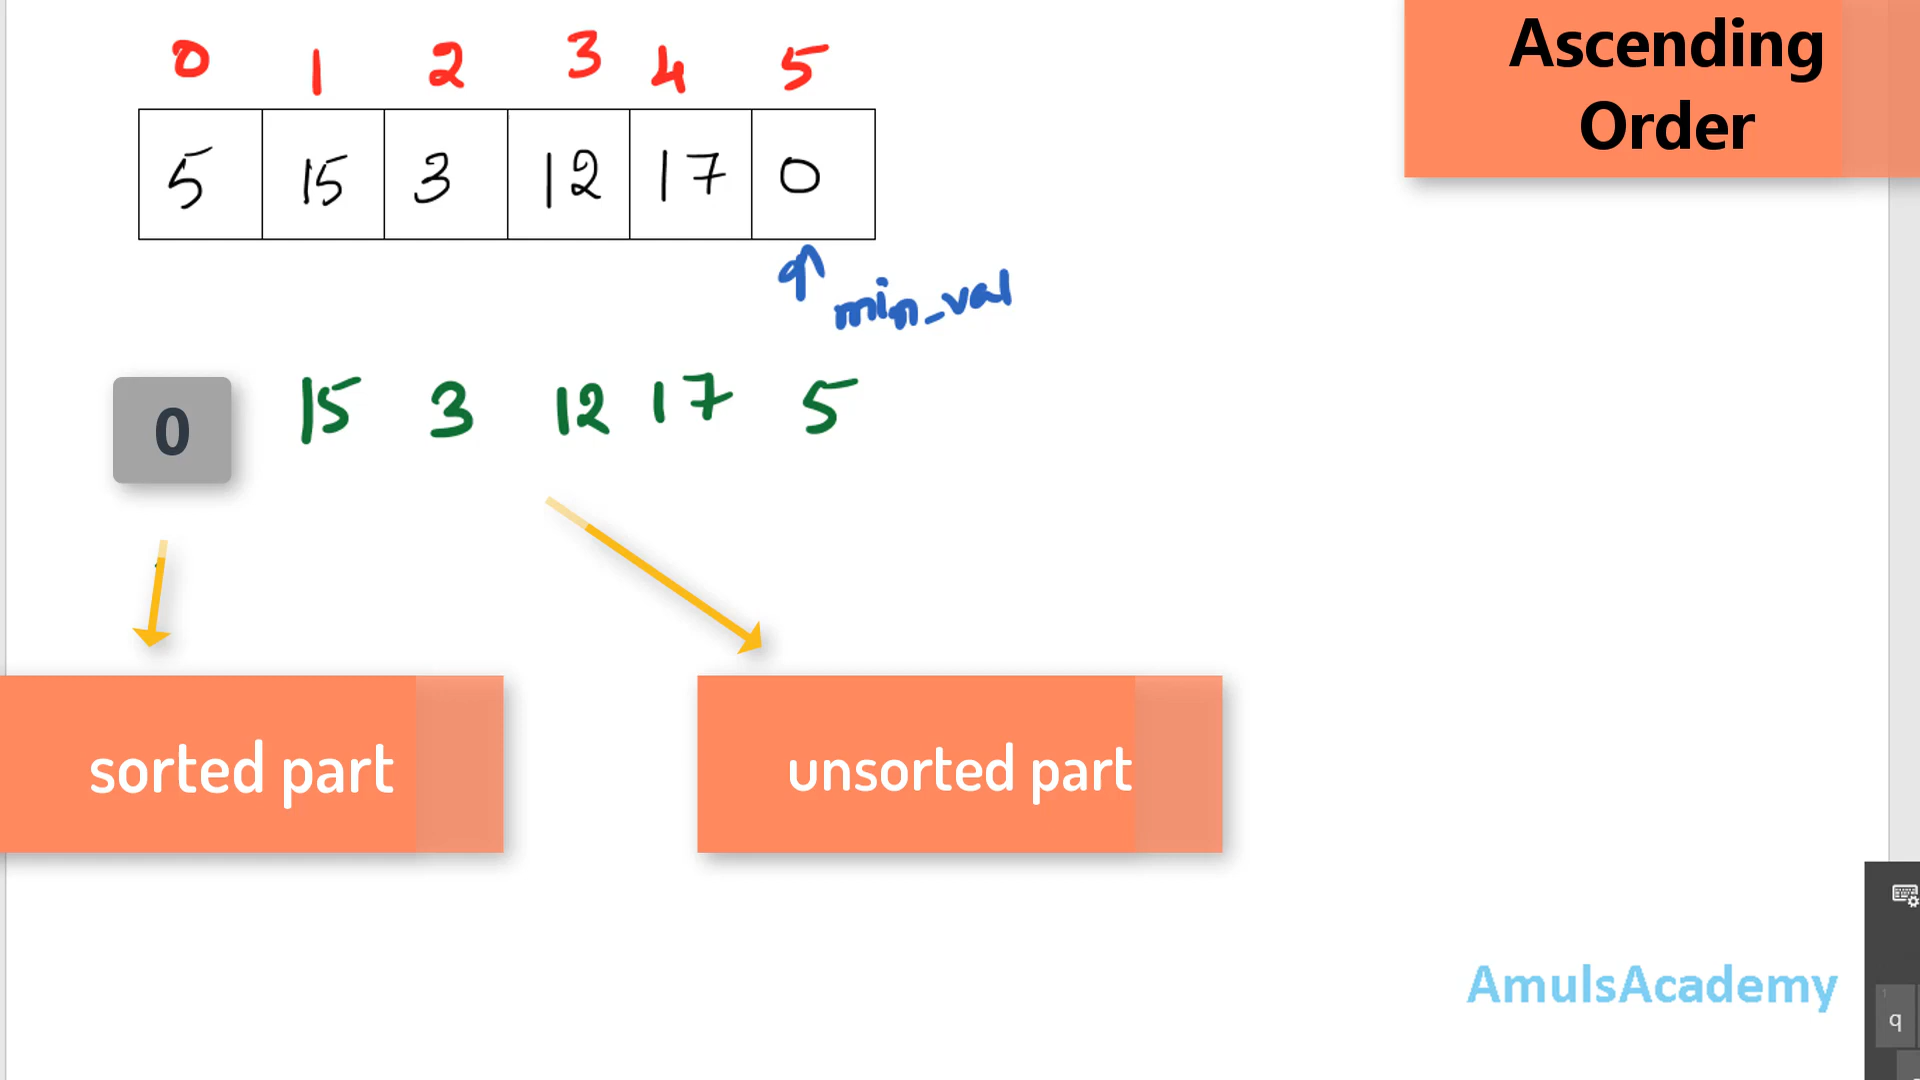 Ascending
Order
0 1 2 3 4 5
5 15 3 12 17 0
min_val
0 15 3 12 17 5
sorted part
unsorted part
AmulsAcademy
1
q